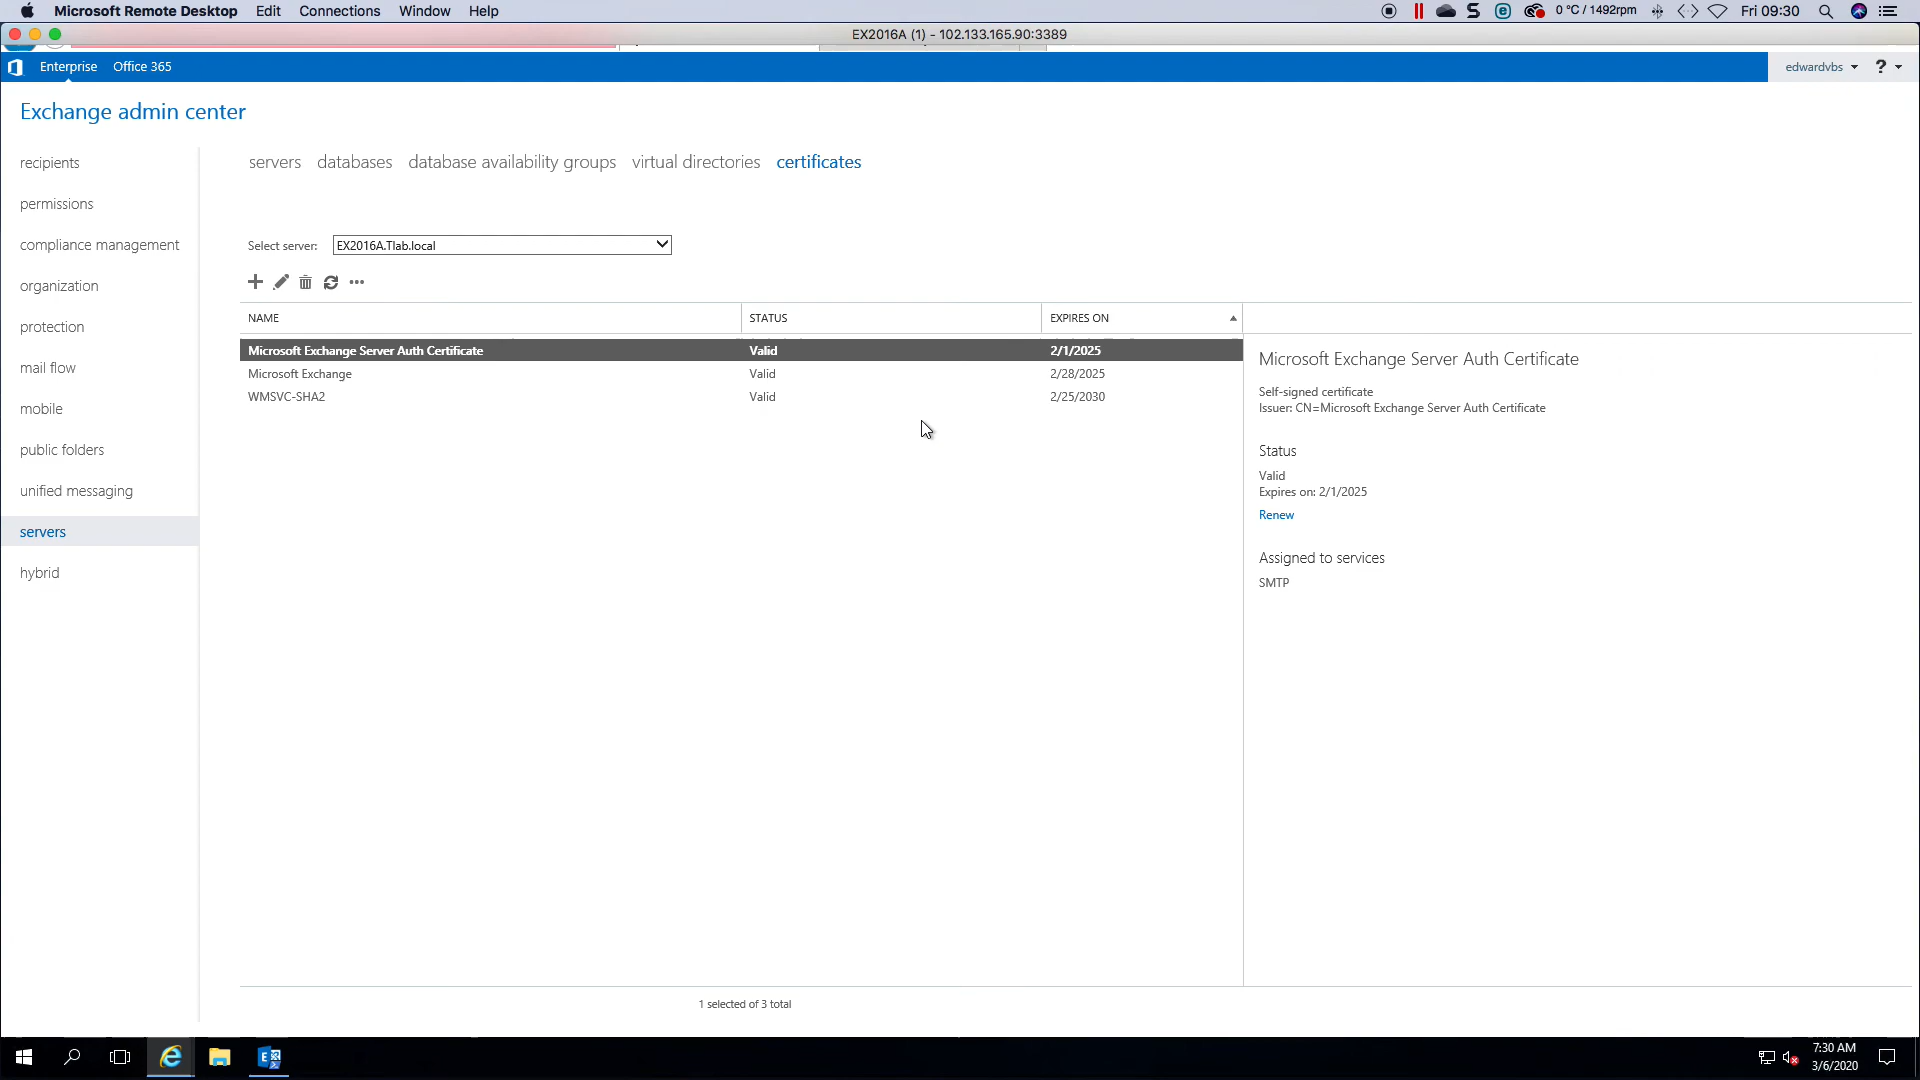 Microsoft Remote Desktop Edit Connections Window Help
0 °C / 1492rpm Fri 09:30
EX2016A (1) - 102.133.165.90:3389
Enterprise Office 365
edwardvbs ?
Exchange admin center
recipients
permissions
compliance management
organization
protection
mail flow
mobile
public folders
unified messaging
servers
hybrid
servers databases database availability groups virtual directories certificates
Select server: EX2016A.Tlab.local
NAME STATUS EXPIRES ON
Microsoft Exchange Server Auth Certificate Valid 2/1/2025
Microsoft Exchange Valid 2/28/2025
WMSVC-SHA2 Valid 2/25/2030
Microsoft Exchange Server Auth Certificate
Self-signed certificate
Issuer: CN=Microsoft Exchange Server Auth Certificate
Status
Valid
Expires on: 2/1/2025
Renew
Assigned to services
SMTP
1 selected of 3 total
7:30 AM
3/6/2020